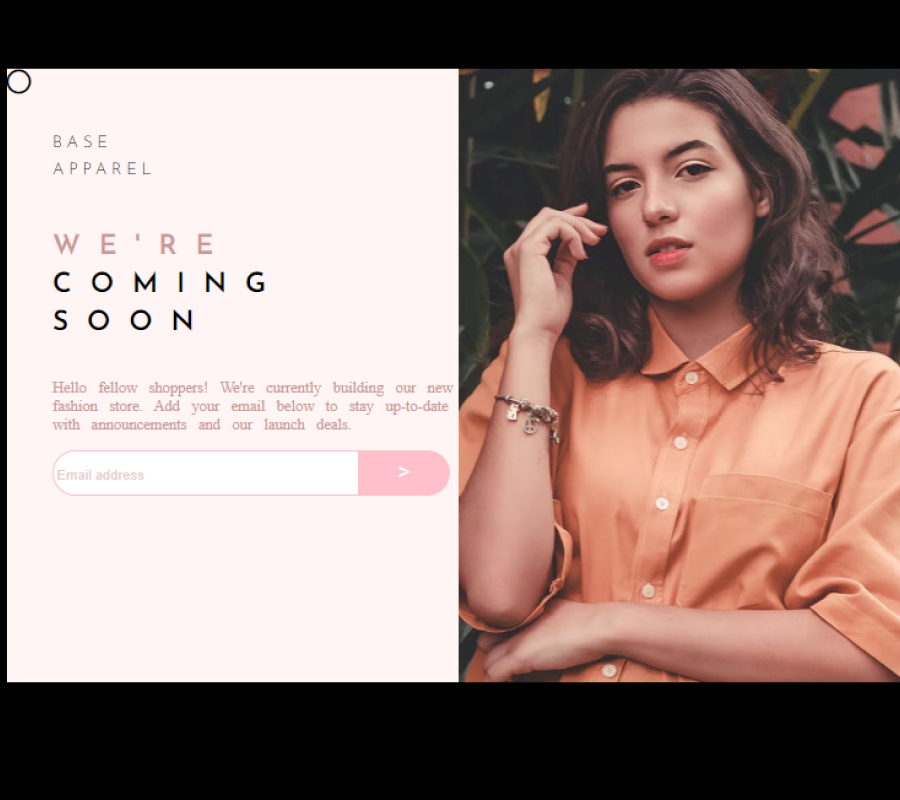 BASE
APPAREL
WE'RE
COMING
SOON
Hello fellow shoppers! We're currently building our new
fashion store. Add your email below to stay up-to-date
with announcements and our launch deals.
Email address >